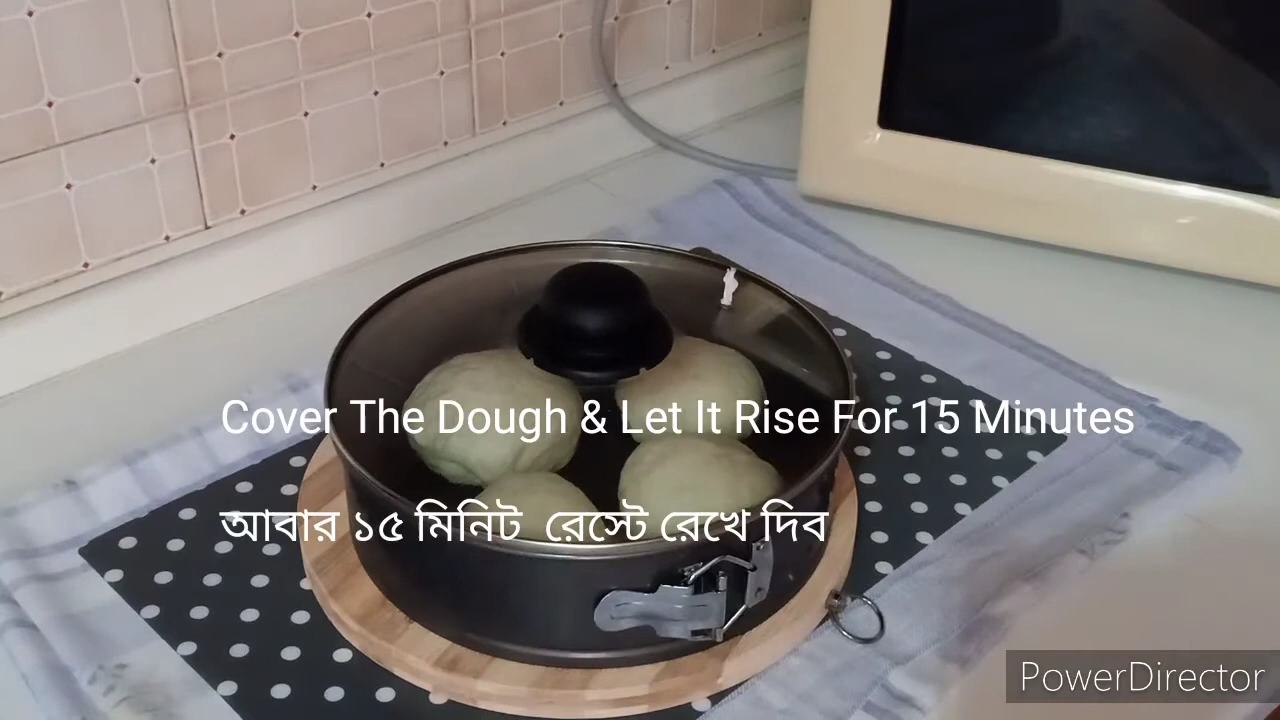 Cover The Dough & Let It Rise For 15 Minutes
আবার ১৫ মিনিট রেস্টে রেখে দিব
PowerDirector